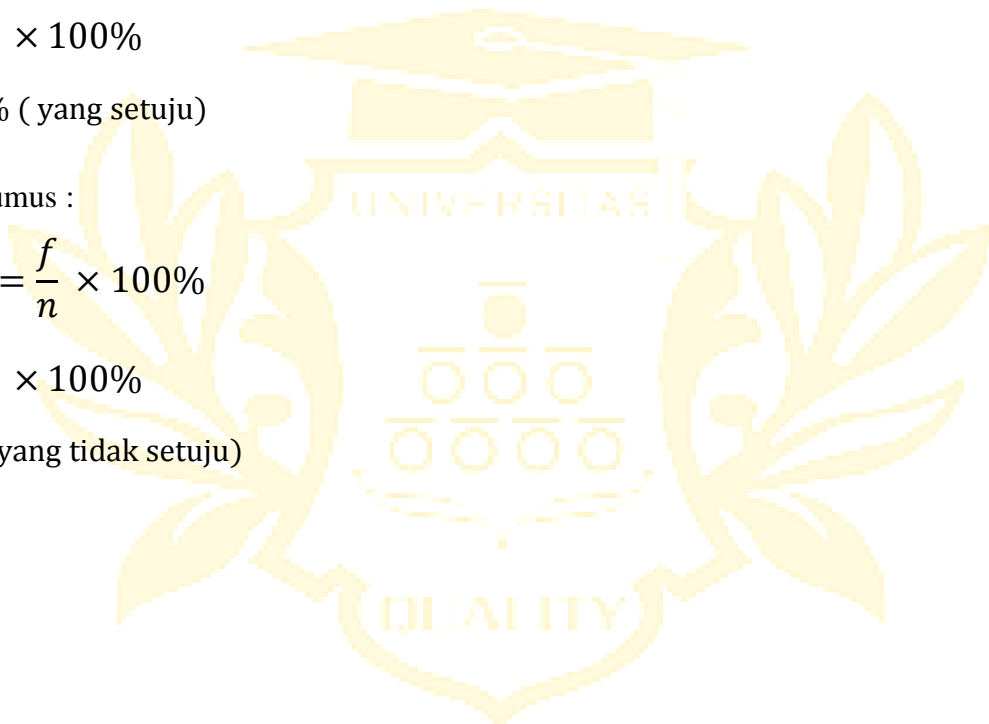 × 100%
% ( yang setuju)
umus :
= f/n × 100%
× 100%
yang tidak setuju)
UNIVERSITAS
QUALITY